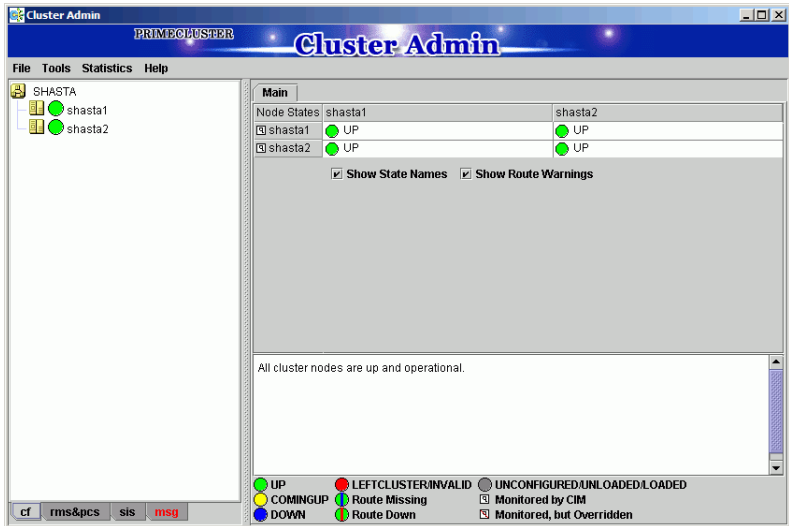 Cluster Admin
PRIMECLUSTER
Cluster Admin
File Tools Statistics Help
SHASTA
shasta1
shasta2
Main
Node States shasta1 shasta2
shasta1 UP UP
shasta2 UP UP
Show State Names Show Route Warnings
All cluster nodes are up and operational.
UP LEFTCLUSTER/INVALID UNCONFIGURED/UNLOADED/LOADED
COMINGUP Route Missing Monitored by CIM
DOWN Route Down Monitored, but Overridden
cf rms&pcs sis msg